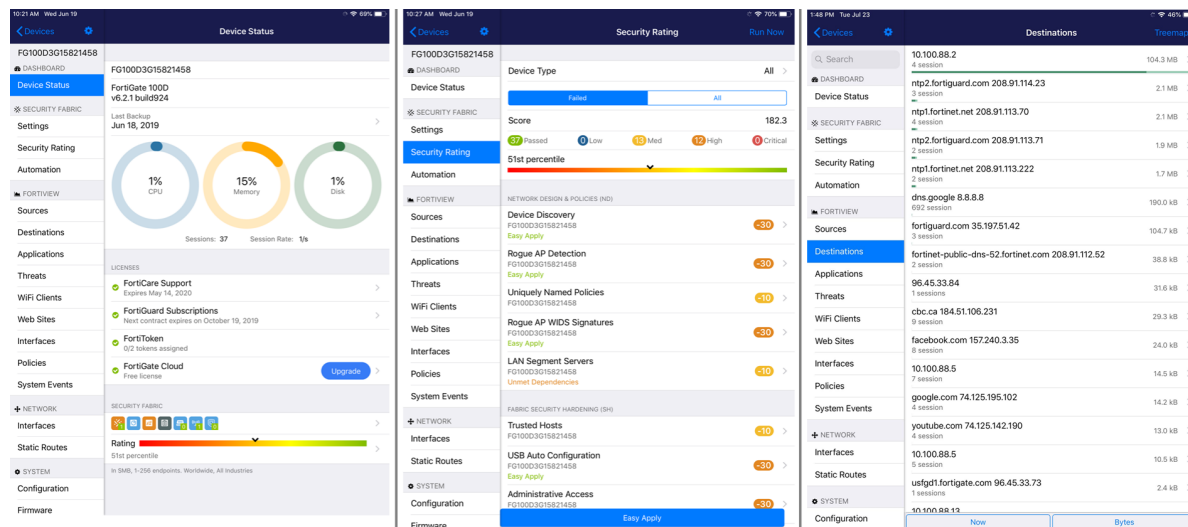 10:21 AM Wed Jun 19
69%
Devices
Device Status
FG100D3G15821458
DASHBOARD
Device Status
SECURITY FABRIC
Settings
Security Rating
Automation
FORTIVIEW
Sources
Destinations
Applications
Threats
WiFi Clients
Web Sites
Interfaces
Policies
System Events
NETWORK
Interfaces
Static Routes
SYSTEM
Configuration
Firmware
FG100D3G15821458
FortiGate 100D
v6.2.1 build924
Last Backup
Jun 18, 2019
1%
CPU
15%
Memory
1%
Disk
Sessions: 37 Session Rate: 1/s
LICENSES
FortiCare Support
Expires May 14, 2020
FortiGuard Subscriptions
Next contract expires on October 19, 2019
FortiToken
0/2 tokens assigned
FortiGate Cloud
Free license
Upgrade
SECURITY FABRIC
Rating
51st percentile
in SMB, 1-256 endpoints. Worldwide, All Industries
10:27 AM Wed Jun 19
70%
Devices
Security Rating
Run Now
FG100D3G15821458
DASHBOARD
Device Status
SECURITY FABRIC
Settings
Security Rating
Automation
FORTIVIEW
Sources
Destinations
Applications
Threats
WiFi Clients
Web Sites
Interfaces
Policies
System Events
NETWORK
Interfaces
Static Routes
SYSTEM
Configuration
Firmware
Device Type All
Failed All
Score 182.3
37 Passed 0 Low 13 Med 12 High 0 Critical
51st percentile
NETWORK DESIGN & POLICIES (ND)
Device Discovery
FG100D3G15821458
Easy Apply
-30
Rogue AP Detection
FG100D3G15821458
Easy Apply
-30
Uniquely Named Policies
FG100D3G15821458
-10
Rogue AP WIDS Signatures
FG100D3G15821458
Easy Apply
-30
LAN Segment Servers
FG100D3G15821458
Unmet Dependencies
-10
FABRIC SECURITY HARDENING (SH)
Trusted Hosts
FG100D3G15821458
-10
USB Auto Configuration
FG100D3G15821458
Easy Apply
-30
Administrative Access
FG100D3G15821458
-30
Easy Apply
1:48 PM Tue Jul 23
46%
Devices
Destinations
Treemap
Search
DASHBOARD
Device Status
SECURITY FABRIC
Settings
Security Rating
Automation
FORTIVIEW
Sources
Destinations
Applications
Threats
WiFi Clients
Web Sites
Interfaces
Policies
System Events
NETWORK
Interfaces
Static Routes
SYSTEM
Configuration
10.100.88.2
4 session
104.3 MB
ntp2.fortiguard.com 208.91.114.23
3 session
2.1 MB
ntp1.fortinet.net 208.91.113.70
4 session
2.1 MB
ntp2.fortiguard.com 208.91.113.71
2 session
1.9 MB
ntp1.fortinet.net 208.91.113.222
2 session
1.7 MB
dns.google 8.8.8.8
692 session
190.0 kB
fortiguard.com 35.197.51.42
3 session
104.7 kB
fortinet-public-dns-52.fortinet.com 208.91.112.52
2 session
38.8 kB
96.45.33.84
1 sessions
31.6 kB
cbc.ca 184.51.106.231
9 session
29.3 kB
facebook.com 157.240.3.35
8 session
24.0 kB
10.100.88.5
7 session
14.5 kB
google.com 74.125.195.102
4 session
14.2 kB
youtube.com 74.125.142.190
4 session
13.0 kB
10.100.88.5
5 session
10.5 kB
usfgd1.fortigate.com 96.45.33.73
1 sessions
2.4 kB
10.100.88.13
Now Bytes